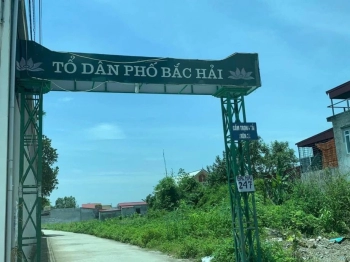 TỔ DÂN PHỐ BẮC HẢI
247